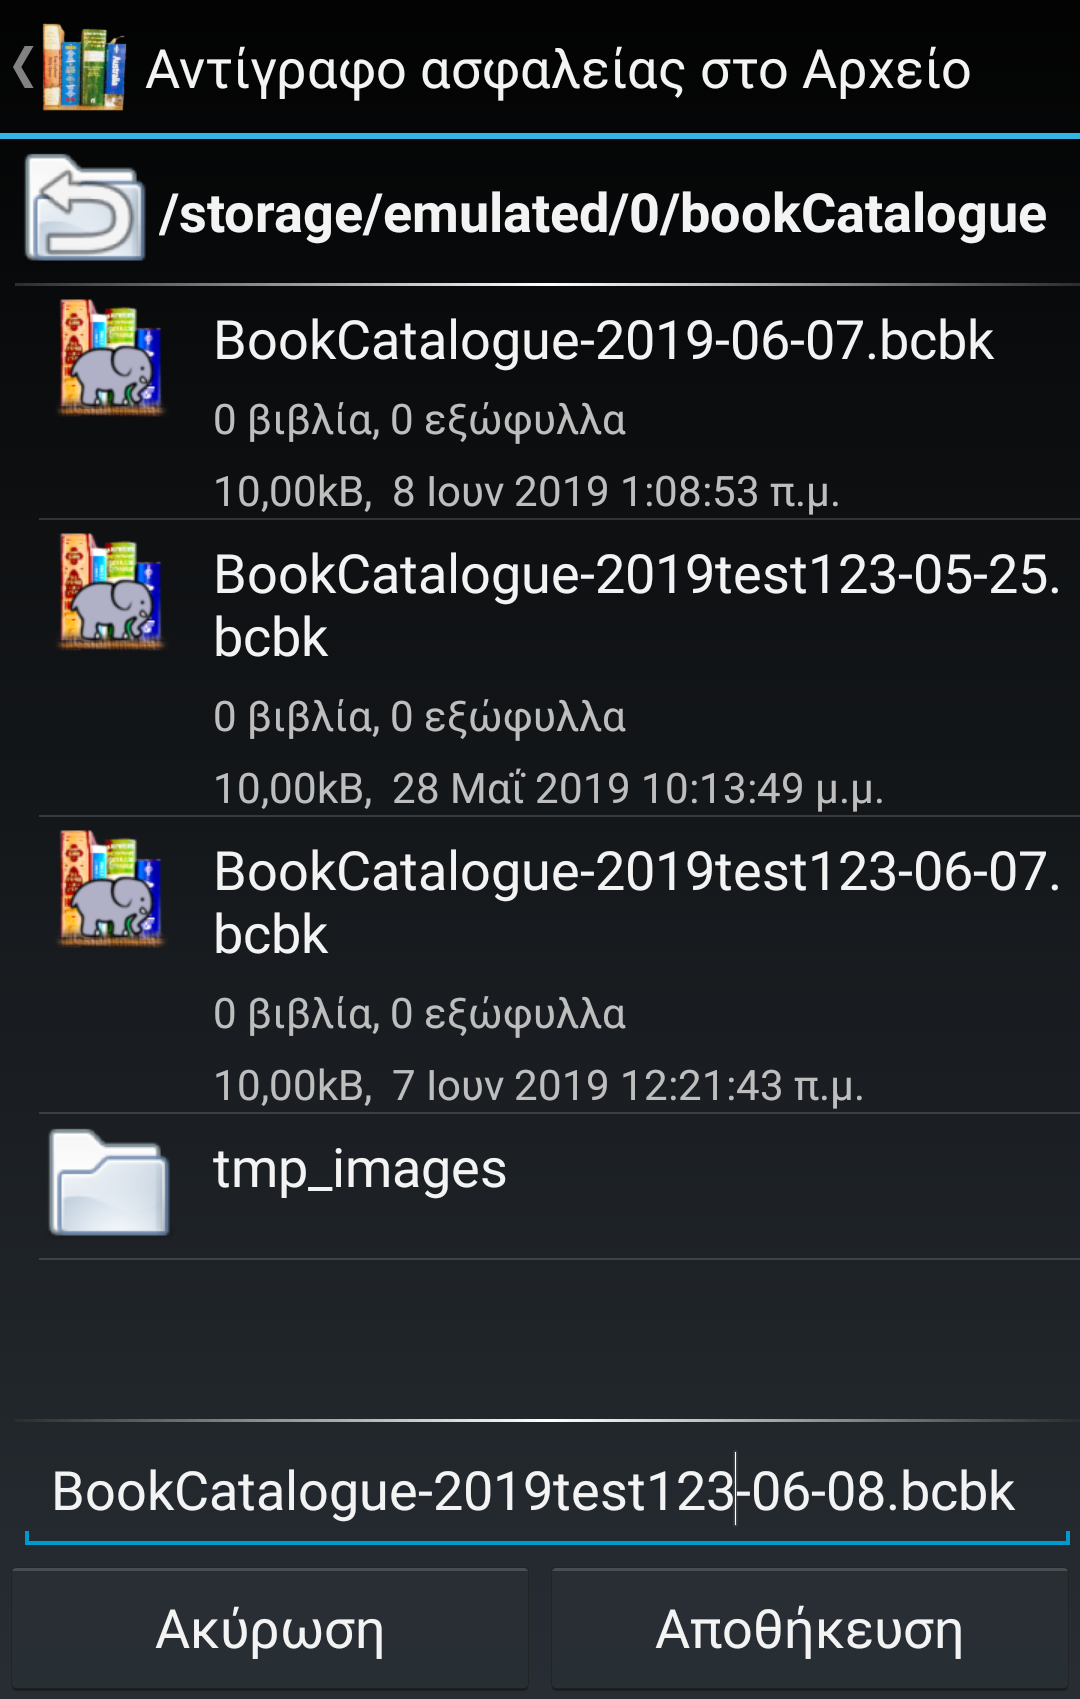 Αντίγραφο ασφαλείας στο Αρχείο
/storage/emulated/0/bookCatalogue
BookCatalogue-2019-06-07.bcbk
0 βιβλία, 0 εξώφυλλα
10,00kB, 8 Ιουν 2019 1:08:53 π.μ.
BookCatalogue-2019test123-05-25.
bcbk
0 βιβλία, 0 εξώφυλλα
10,00kB, 28 Μαΐ 2019 10:13:49 μ.μ.
BookCatalogue-2019test123-06-07.
bcbk
0 βιβλία, 0 εξώφυλλα
10,00kB, 7 Ιουν 2019 12:21:43 π.μ.
tmp_images
BookCatalogue-2019test123-06-08.bcbk
Ακύρωση
Αποθήκευση